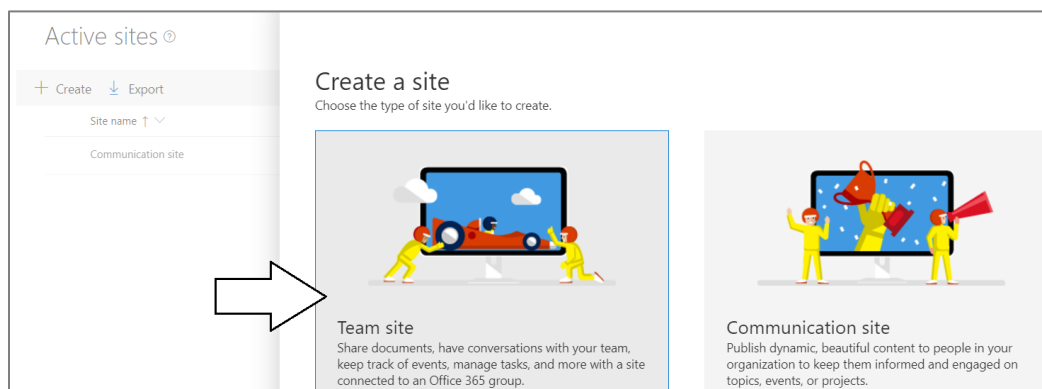 Active sites
Create Export
Site name
Communication site
Create a site
Choose the type of site you'd like to create.
Team site
Share documents, have conversations with your team,
keep track of events, manage tasks, and more with a site
connected to an Office 365 group.
Communication site
Publish dynamic, beautiful content to people in your
organization to keep them informed and engaged on
topics, events, or projects.